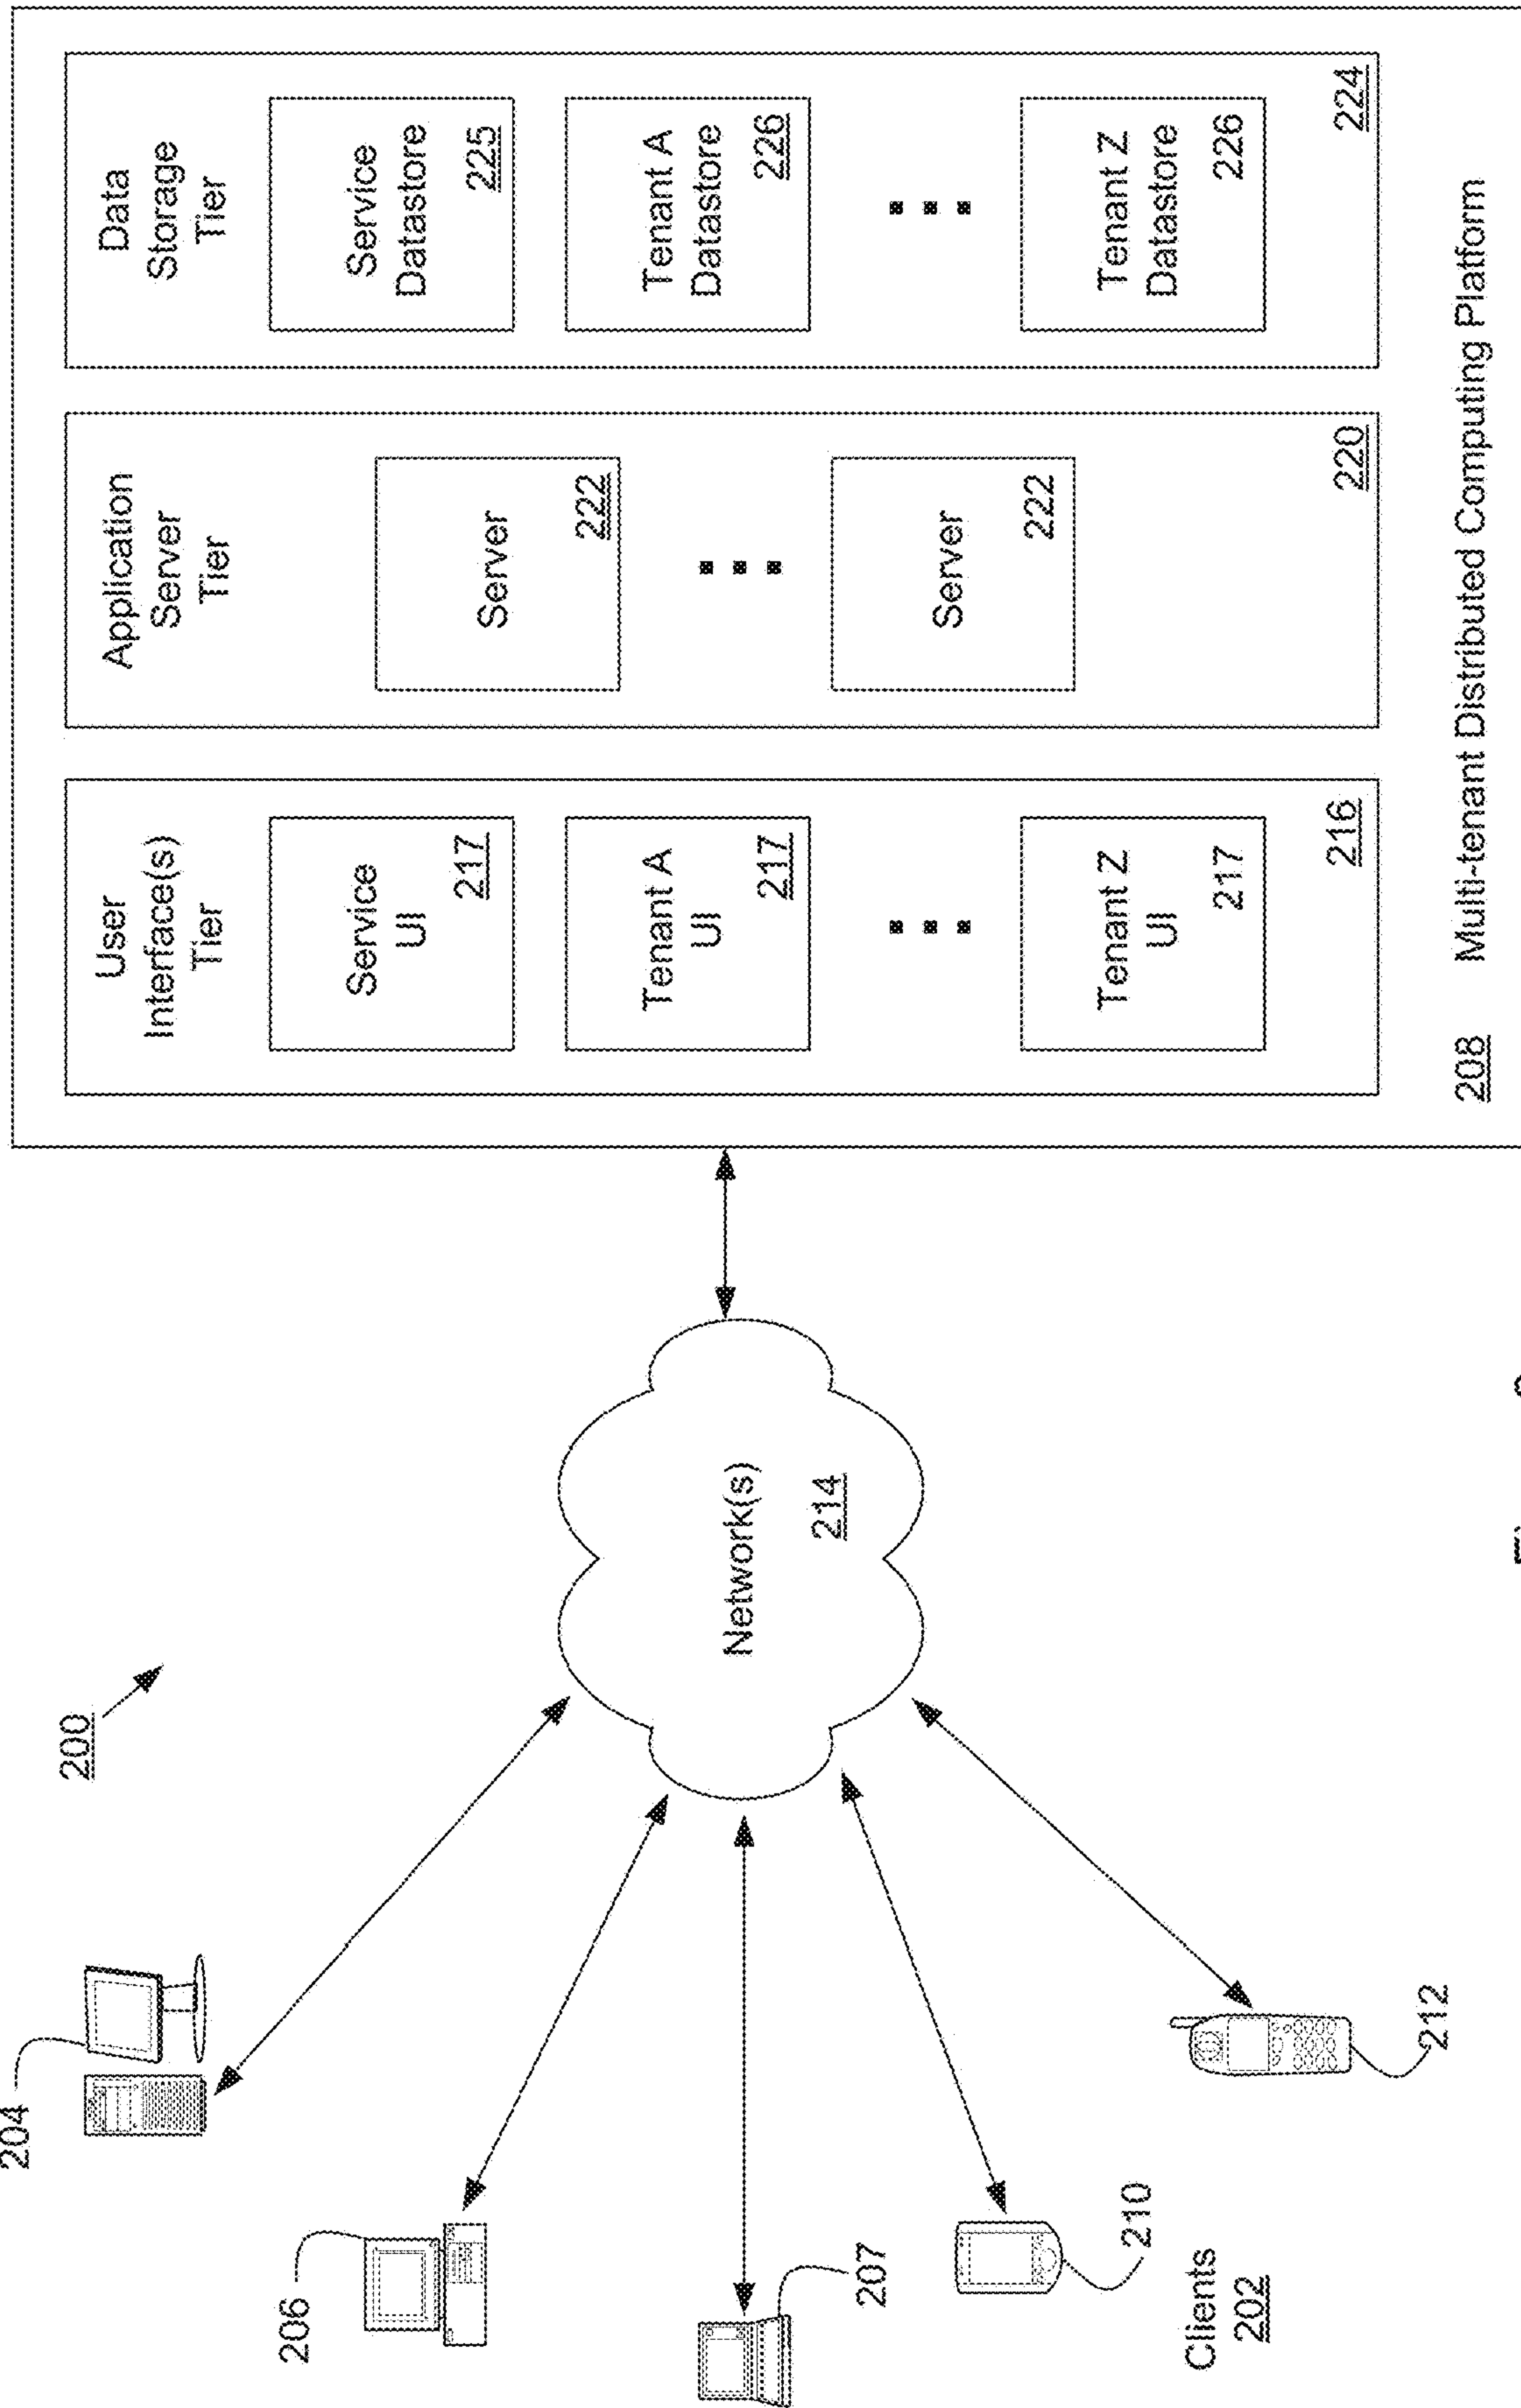 200
204
206
207
210
212
Clients
202
Network(s)
214
User
Interface(s)
Tier
Service
UI
217
Tenant A
UI
217
Tenant Z
UI
217
216
Application
Server
Tier
Server
222
Server
222
220
Data
Storage
Tier
Service
Datastore
225
Tenant A
Datastore
226
Tenant Z
Datastore
226
224
208 Multi-tenant Distributed Computing Platform